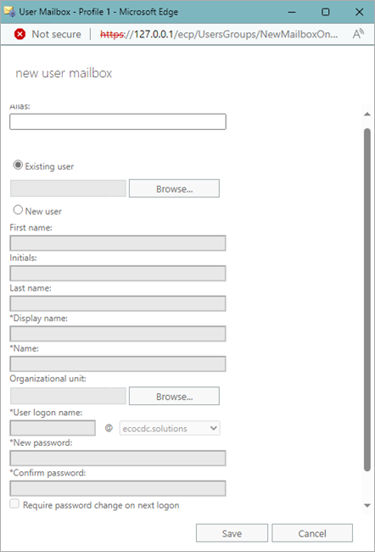 User Mailbox - Profile 1 - Microsoft Edge
Not secure https://127.0.0.1/ecp/UsersGroups/NewMailboxOn... A
new user mailbox
Alias:
Existing user
Browse...
New user
First name:
Initials:
Last name:
*Display name:
*Name:
Organizational unit:
Browse...
*User logon name:
@ ecocdc.solutions
*New password:
*Confirm password:
Require password change on next logon
Save Cancel